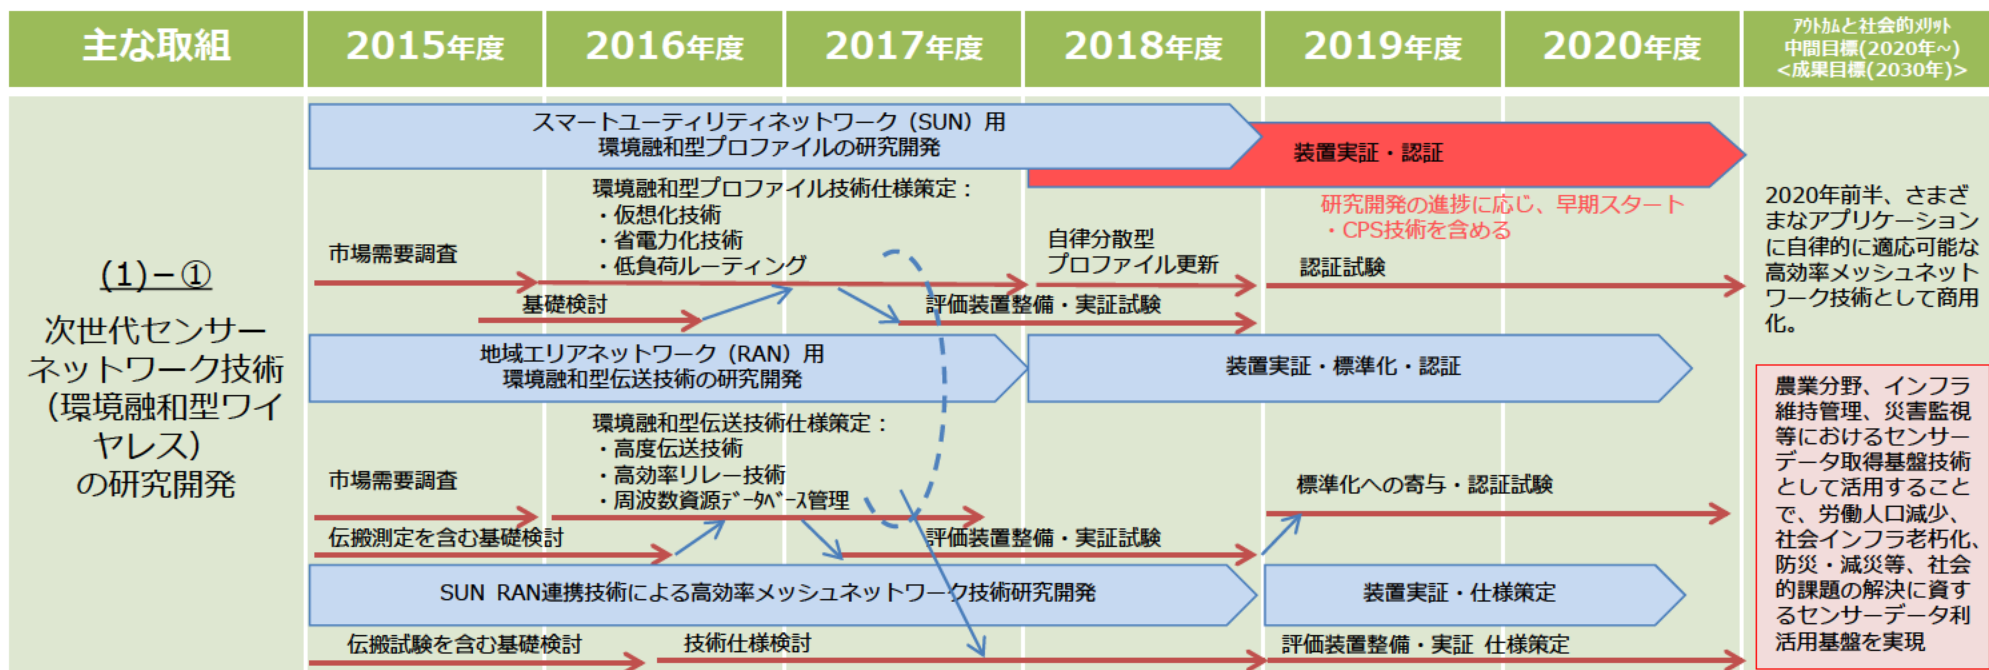 主な取組
2015年度
2016年度
2017年度
2018年度
2019年度
2020年度
ｱｳﾄｶﾑと社会的ﾒﾘｯﾄ
中間目標(2020年~)
<成果目標(2030年)>
(1)－①
次世代センサー
ネットワーク技術
（環境融和型ワイ
ヤレス）
の研究開発
スマートユーティリティネットワーク（SUN）用
環境融和型プロファイルの研究開発
装置実証・認証
研究開発の進捗に応じ、早期スタート
・CPS技術を含める
環境融和型プロファイル技術仕様策定：
・仮想化技術
・省電力化技術
・低負荷ルーティング
市場需要調査
自律分散型
プロファイル更新
認証試験
基礎検討
評価装置整備・実証試験
地域エリアネットワーク（RAN）用
環境融和型伝送技術の研究開発
装置実証・標準化・認証
環境融和型伝送技術仕様策定：
・高度伝送技術
・高効率リレー技術
・周波数資源ﾃﾞｰﾀﾍﾞｰｽ管理
市場需要調査
標準化への寄与・認証試験
伝搬測定を含む基礎検討
評価装置整備・実証試験
SUN RAN連携技術による高効率メッシュネットワーク技術研究開発
装置実証・仕様策定
伝搬試験を含む基礎検討
技術仕様検討
評価装置整備・実証 仕様策定
2020年前半、さまざ
まなアプリケーション
に自律的に適応可能な
高効率メッシュネット
ワーク技術として商用
化。
農業分野、インフラ
維持管理、災害監視
等におけるセンサー
データ取得基盤技術
として活用すること
で、労働人口減少、
社会インフラ老朽化、
防災・減災等、社会
的課題の解決に資す
るセンサーデータ利
活用基盤を実現